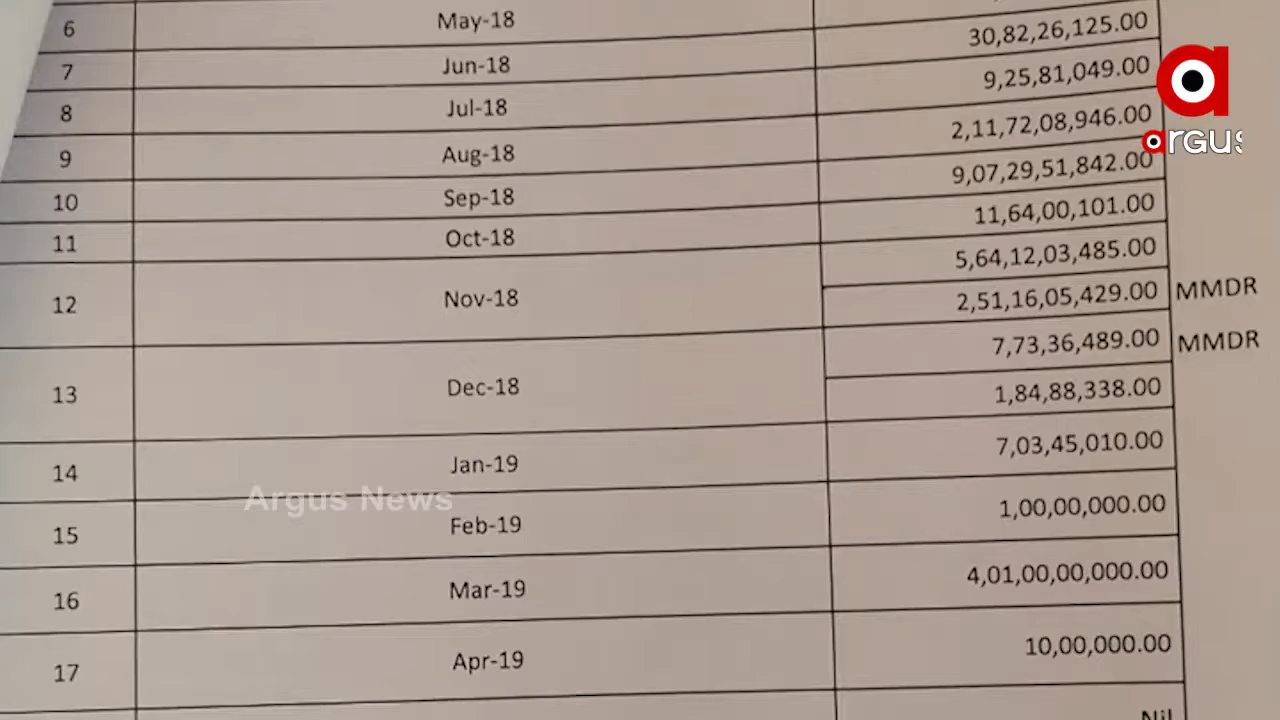 6 May-18
7 Jun-18 30,82,26,125.00
8 Jul-18 9,25,81,049.00
9 Aug-18 2,11,72,08,946.00
10 Sep-18 9,07,29,51,842.00
11 Oct-18 11,64,00,101.00
12 Nov-18 5,64,12,03,485.00
2,51,16,05,429.00 MMDR
13 Dec-18 7,73,36,489.00 MMDR
1,84,88,338.00
14 Jan-19 7,03,45,010.00
15 Feb-19 1,00,00,000.00
16 Mar-19 4,01,00,00,000.00
17 Apr-19 10,00,000.00
Nil
argus
Argus News